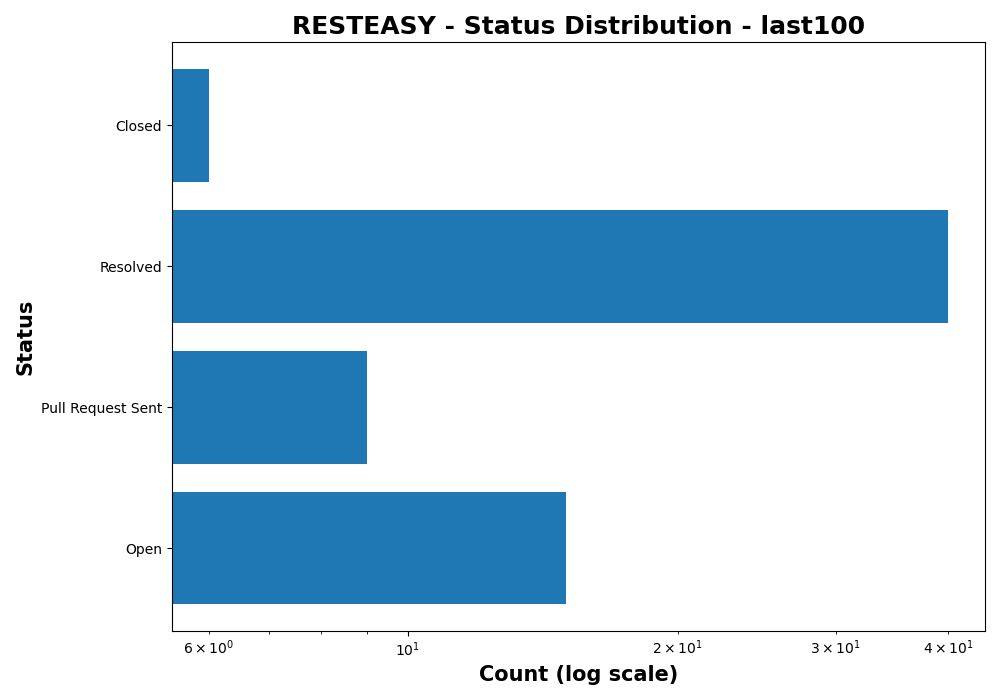 RESTEASY - Status Distribution - last100
Closed
Resolved
Status
Pull Request Sent
Open
6 × 10⁰
10¹
2 × 10¹
3 × 10¹
4 × 10¹
Count (log scale)